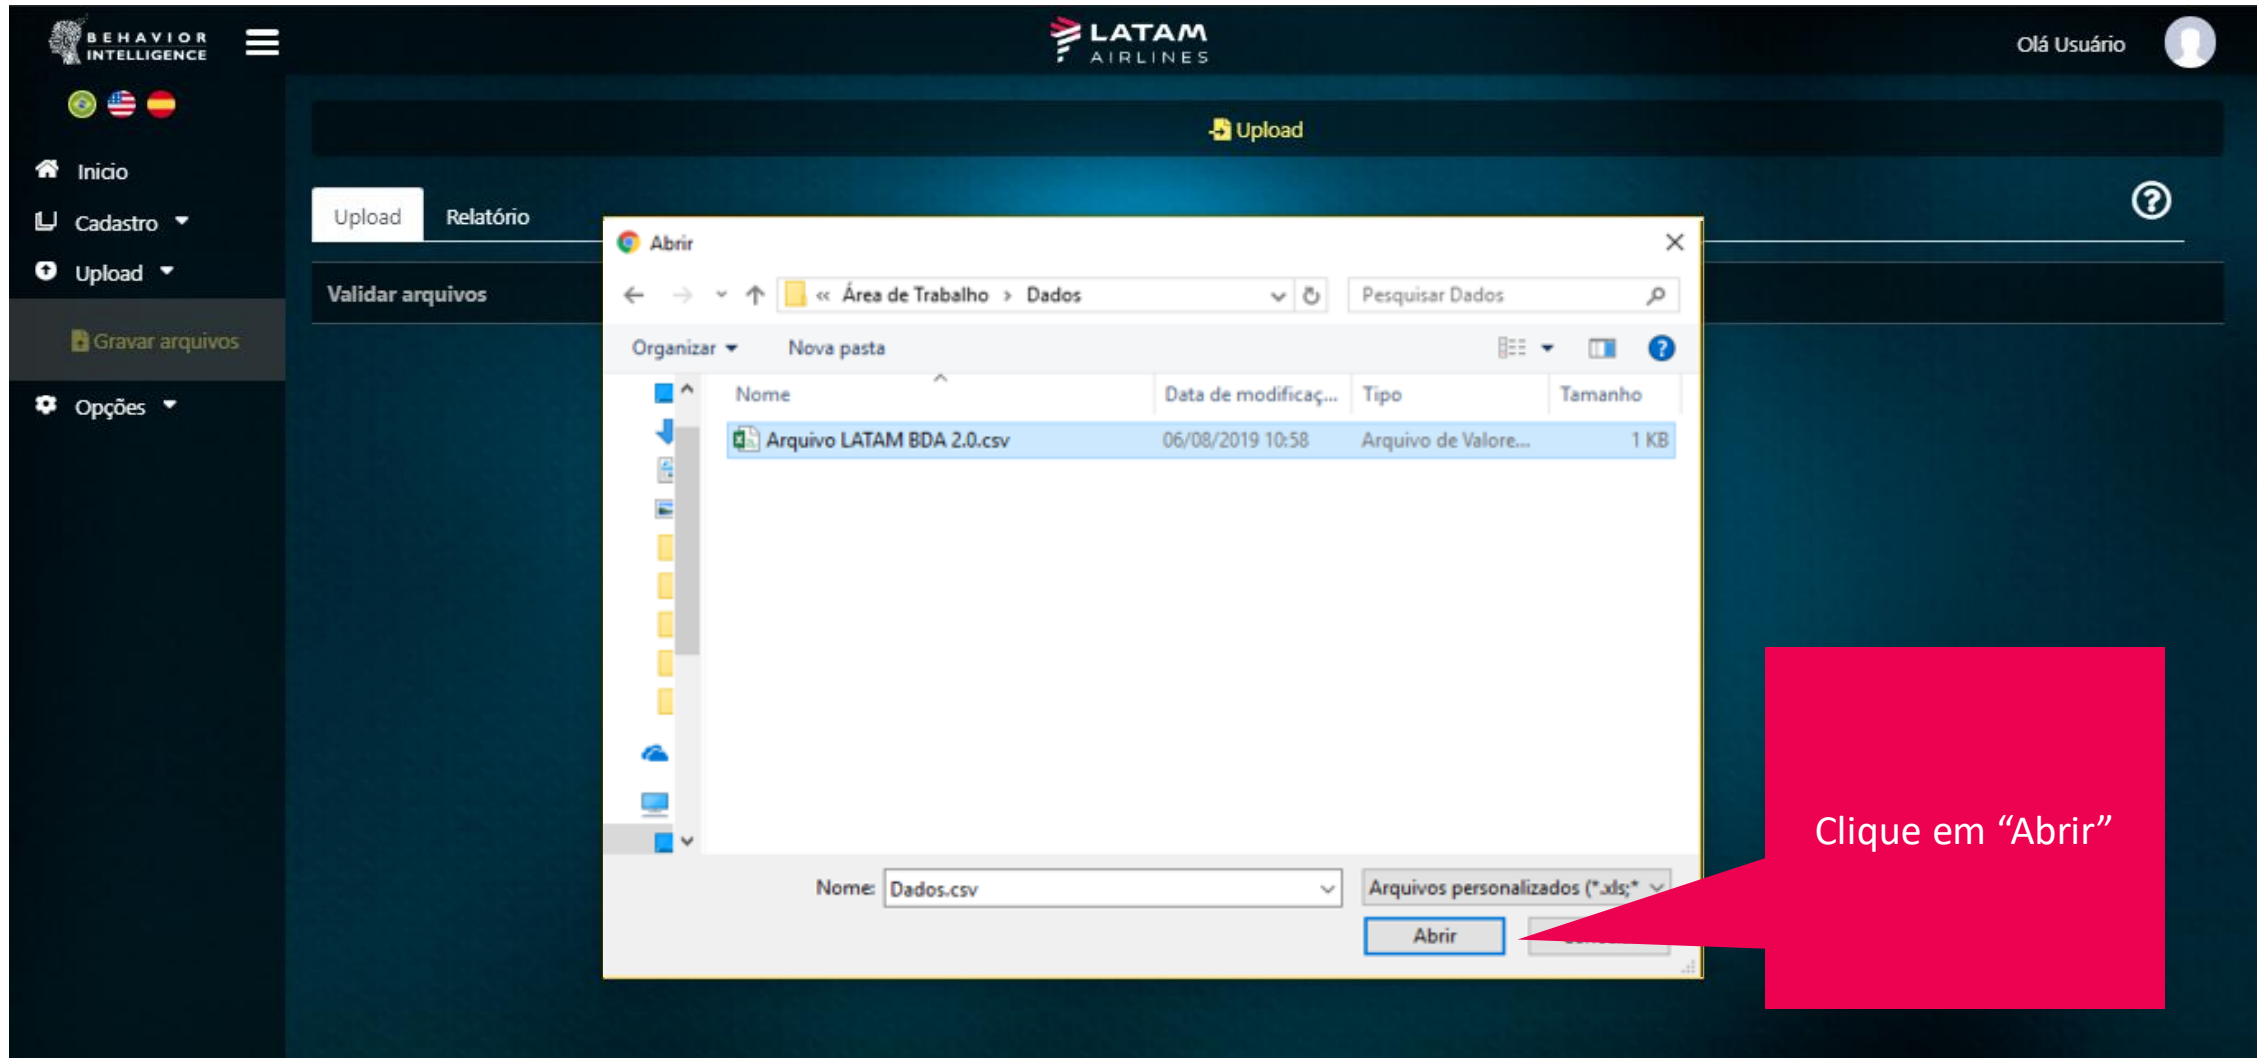 BEHAVIOR
INTELLIGENCE
LATAM
AIRLINES
Olá Usuário
Upload
Inicio
Cadastro
Upload
Gravar arquivos
Opções
Upload
Relatório
Validar arquivos
Abrir
« Área de Trabalho › Dados
Pesquisar Dados
Organizar
Nova pasta
Nome
Data de modificaç...
Tipo
Tamanho
Arquivo LATAM BDA 2.0.csv
06/08/2019 10:58
Arquivo de Valore...
1 KB
Nome:
Dados.csv
Arquivos personalizados (*.xls;*
Abrir
Clique em “Abrir”